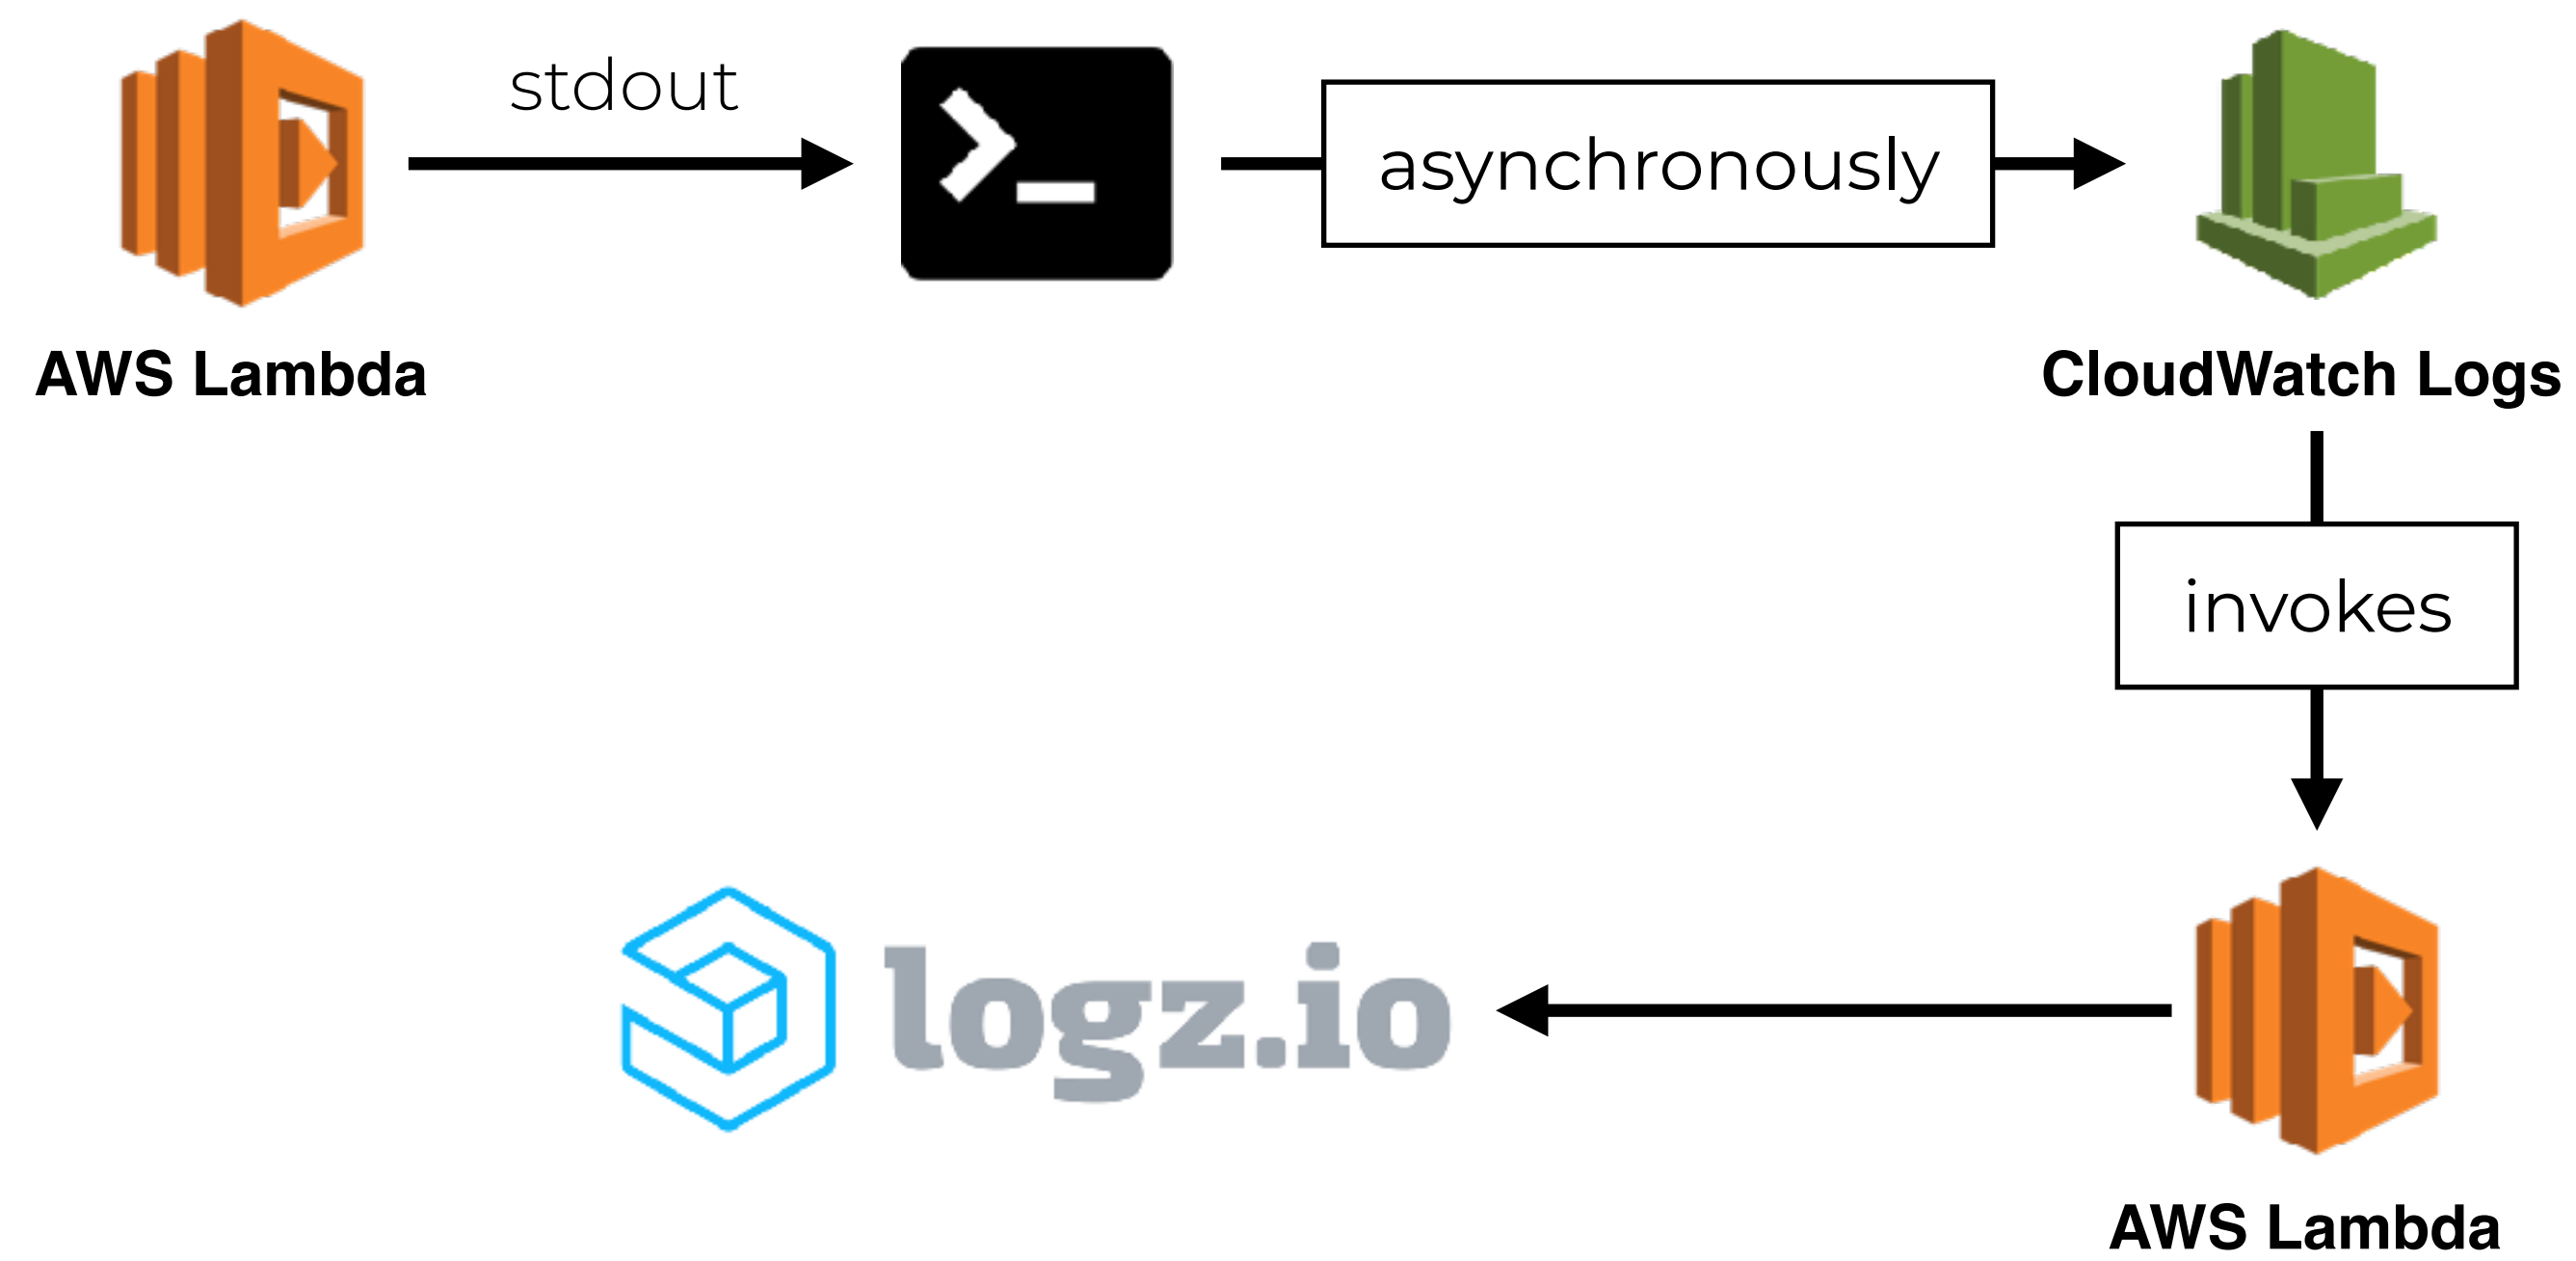 stdout
asynchronously
AWS Lambda
CloudWatch Logs
invokes
logz.io
AWS Lambda